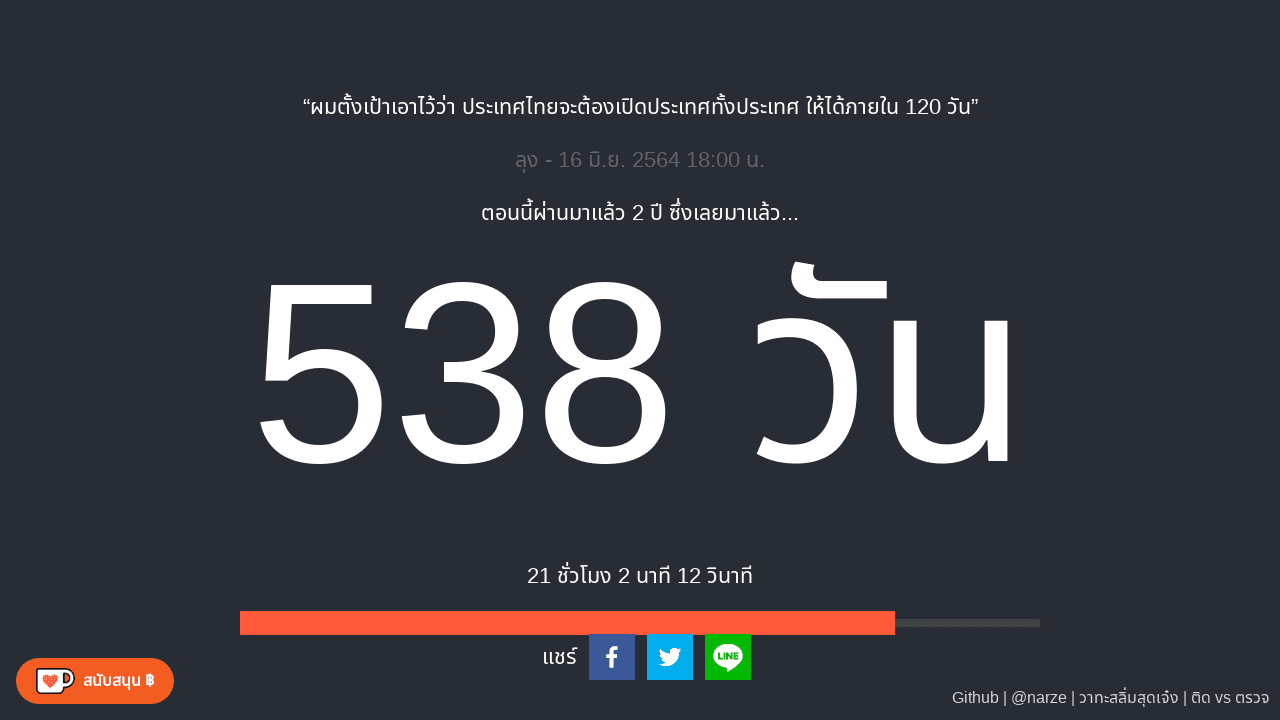 “ผมตั้งเป้าเอาไว้ว่า ประเทศไทยจะต้องเปิดประเทศทั้งประเทศ ให้ได้ภายใน 120 วัน”
ลุง - 16 มิ.ย. 2564 18:00 น.
ตอนนี้ผ่านมาแล้ว 2 ปี ซึ่งเลยมาแล้ว...
538 วัน
21 ชั่วโมง 2 นาที 12 วินาที
แชร์
LINE
สนับสนุน ฿
Github | @narze | วาทะสลิ่มสุดเจ๋ง | ติด vs ตรวจ